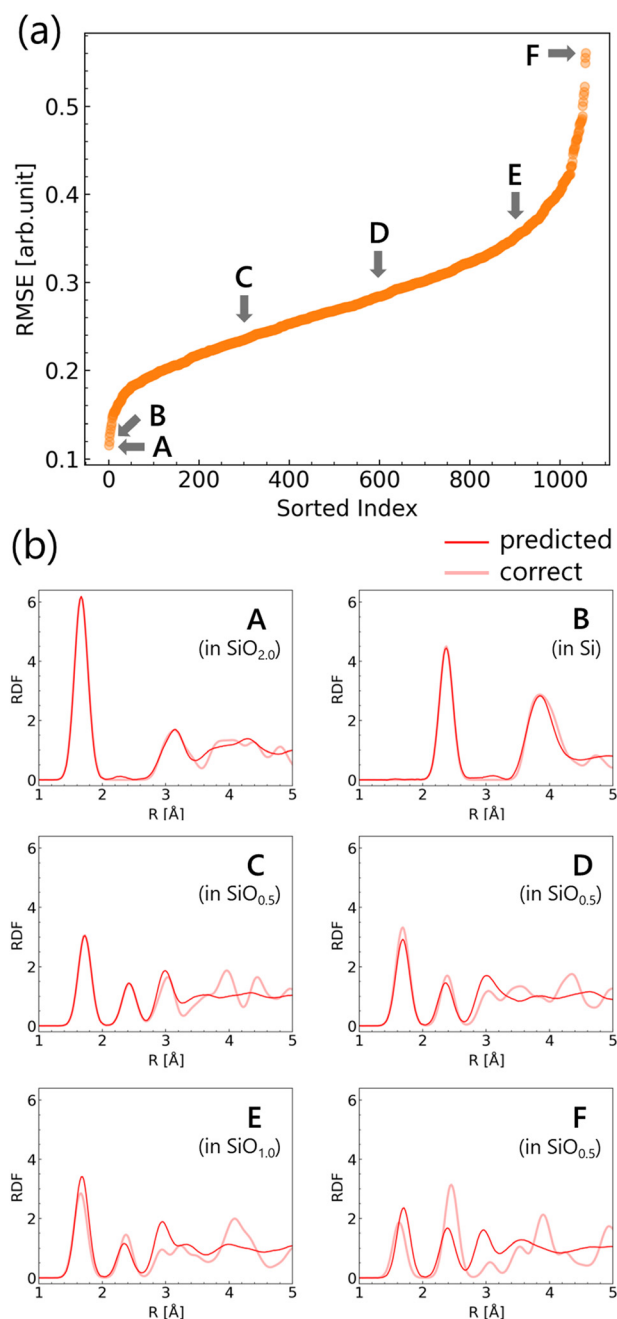 (a)
F
E
D
C
B
A
0.5
0.4
0.3
0.2
0.1
RMSE [arb.unit]
0 200 400 600 800 1000
Sorted Index
(b)
predicted
correct
A
(in SiO2.0)
RDF
6
4
2
0
1 2 3 4 5
R [Å]
B
(in Si)
RDF
6
4
2
0
1 2 3 4 5
R [Å]
C
(in SiO0.5)
RDF
6
4
2
0
1 2 3 4 5
R [Å]
D
(in SiO0.5)
RDF
6
4
2
0
1 2 3 4 5
R [Å]
E
(in SiO1.0)
RDF
6
4
2
0
1 2 3 4 5
R [Å]
F
(in SiO0.5)
RDF
6
4
2
0
1 2 3 4 5
R [Å]